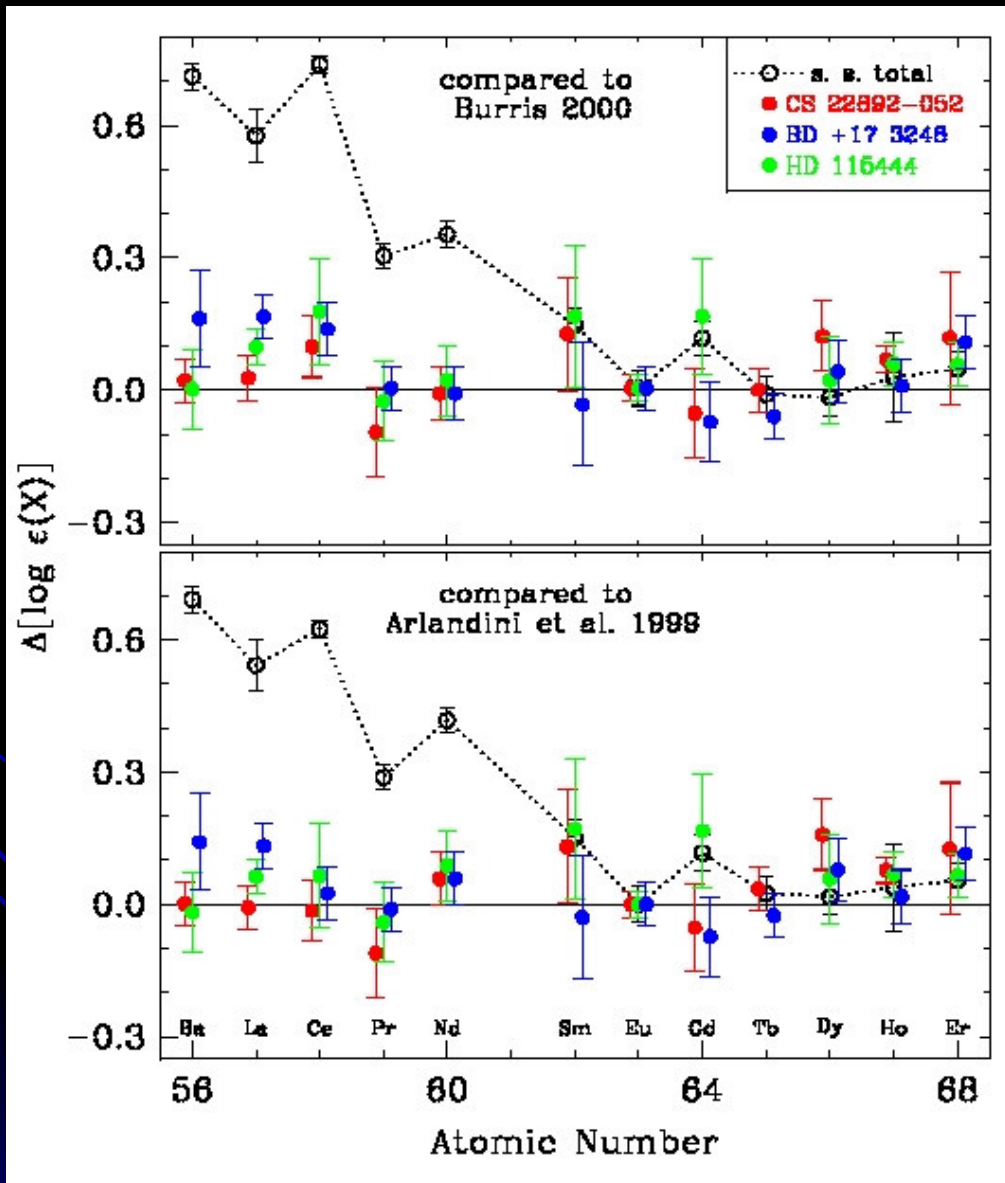 compared to
Burris 2000
s. s. total
CS 22892-052
BD +17 3248
HD 115444
0.6
0.3
0.0
-0.3
Δ[log ε(X)]
compared to
Arlandini et al. 1999
0.6
0.3
0.0
-0.3
Ba La Ce Pr Nd Sm Eu Gd Tb Dy Ho Er
56 60 64 68
Atomic Number